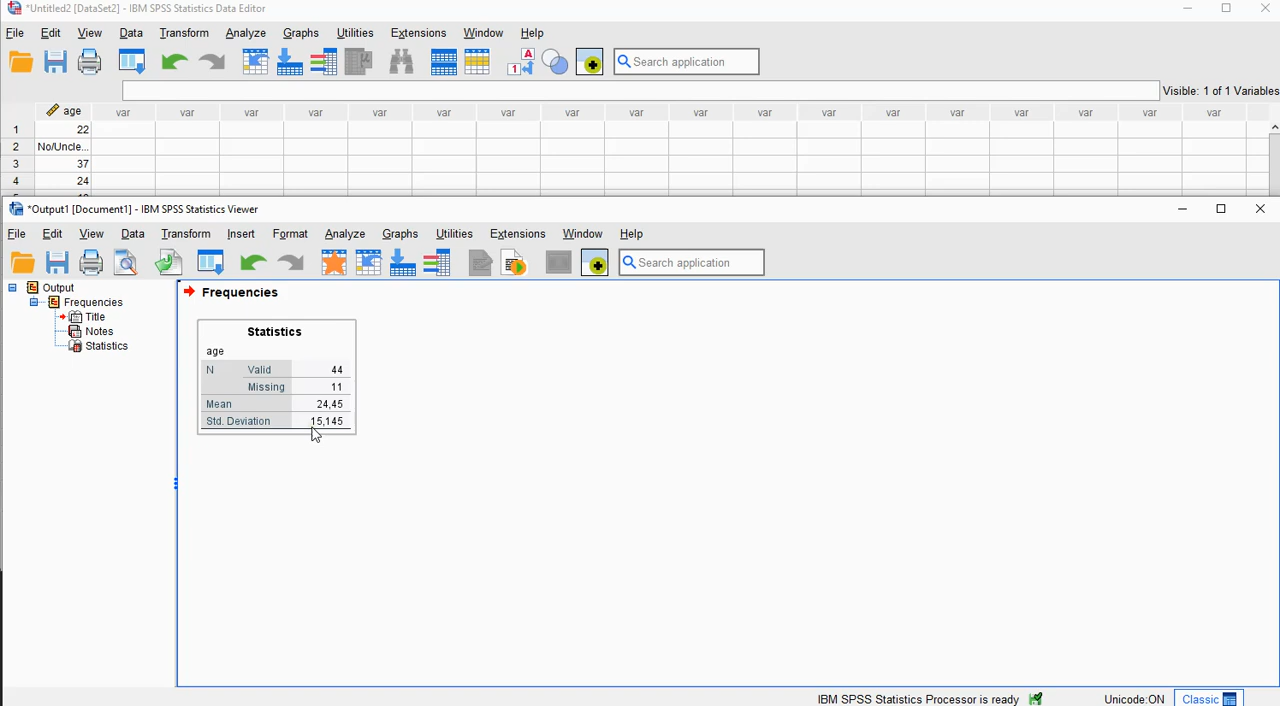 *Untitled2 [DataSet2] - IBM SPSS Statistics Data Editor
File Edit View Data Transform Analyze Graphs Utilities Extensions Window Help
Search application
Visible: 1 of 1 Variables
age var var var var var var var var var var var var var var var var var var
1 22
2 No/Uncle...
3 37
4 24
*Output1 [Document1] - IBM SPSS Statistics Viewer
File Edit View Data Transform Insert Format Analyze Graphs Utilities Extensions Window Help
Search application
Output
Frequencies
Title
Notes
Statistics
Frequencies
Statistics
age
N Valid 44
Missing 11
Mean 24,45
Std. Deviation 15,145
IBM SPSS Statistics Processor is ready Unicode:ON Classic